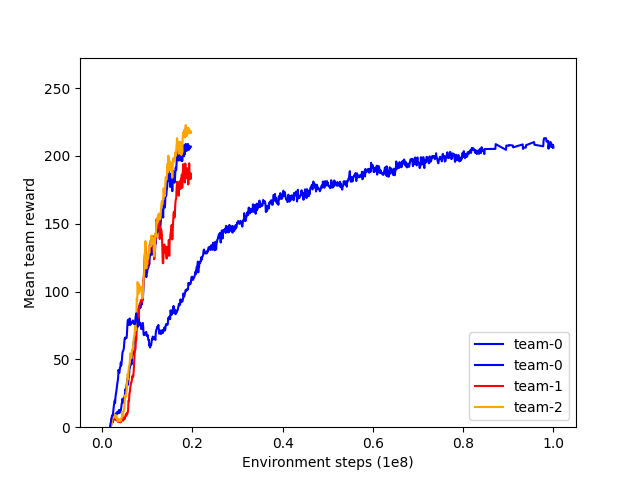 250
200
150
100
50
0
Mean team reward
0.0 0.2 0.4 0.6 0.8 1.0
Environment steps (1e8)
team-0
team-0
team-1
team-2